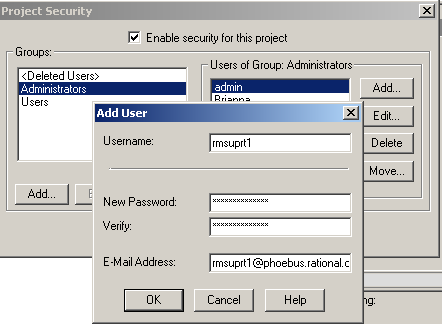 Project Security
Enable security for this project
Groups:
Users of Group: Administrators
<Deleted Users>
Administrators
Users
admin
Brianna
Add...
Edit...
Delete
Move...
Add...
Add User
Username:
rmsuprt1
New Password:
*************
Verify:
*************
E-Mail Address:
rmsuprt1@phoebus.rational.c
OK
Cancel
Help
ng: